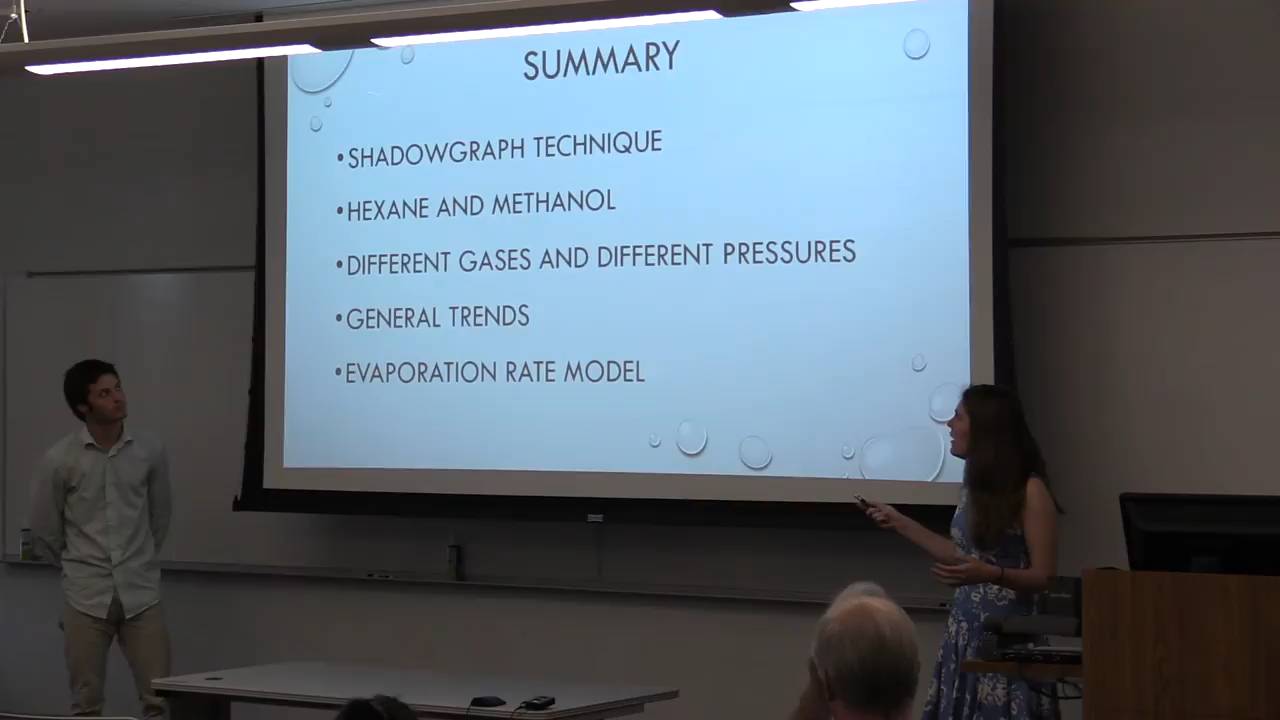 SUMMARY
•SHADOWGRAPH TECHNIQUE
•HEXANE AND METHANOL
•DIFFERENT GASES AND DIFFERENT PRESSURES
•GENERAL TRENDS
•EVAPORATION RATE MODEL